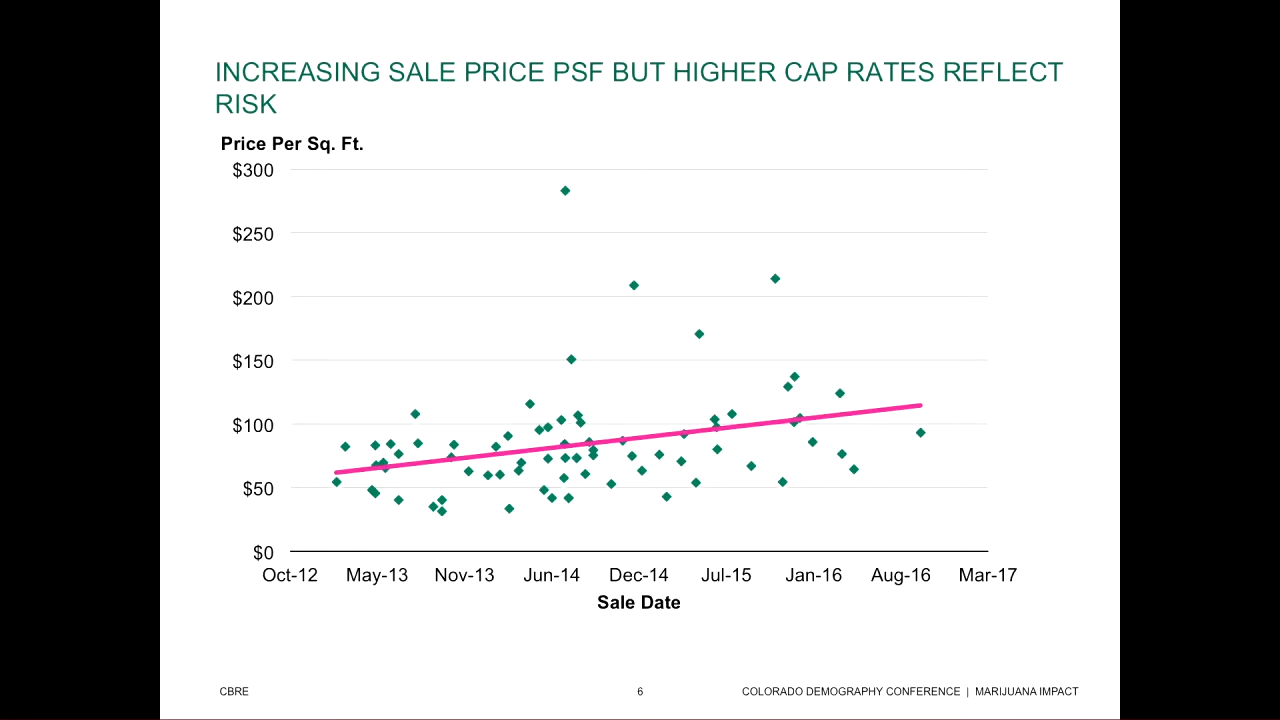 INCREASING SALE PRICE PSF BUT HIGHER CAP RATES REFLECT
RISK
Price Per Sq. Ft.
$300
$250
$200
$150
$100
$50
$0
Oct-12 May-13 Nov-13 Jun-14 Dec-14 Jul-15 Jan-16 Aug-16 Mar-17
Sale Date
CBRE 6 COLORADO DEMOGRAPHY CONFERENCE | MARIJUANA IMPACT